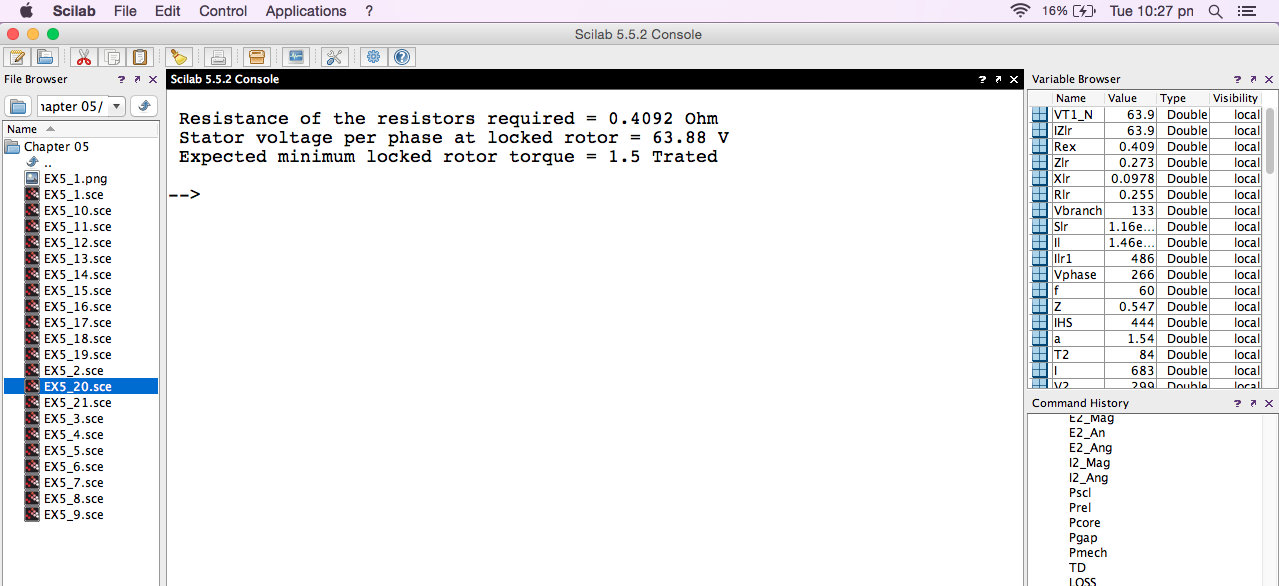 Scilab File Edit Control Applications ? 16% Tue 10:27 pn
Scilab 5.5.2 Console
File Browser ? Scilab 5.5.2 Console ? Variable Browser ?
ıapter 05/
Name
Chapter 05
..
EX5_1.png
EX5_1.sce
EX5_10.sce
EX5_11.sce
EX5_12.sce
EX5_13.sce
EX5_14.sce
EX5_15.sce
EX5_16.sce
EX5_17.sce
EX5_18.sce
EX5_19.sce
EX5_2.sce
EX5_20.sce
EX5_21.sce
EX5_3.sce
EX5_4.sce
EX5_5.sce
EX5_6.sce
EX5_7.sce
EX5_8.sce
EX5_9.sce
Resistance of the resistors required = 0.4092 Ohm
Stator voltage per phase at locked rotor = 63.88 V
Expected minimum locked rotor torque = 1.5 Trated
-->
Name Value Type Visibility
VT1_N 63.9 Double local
IZlr 63.9 Double local
Rex 0.409 Double local
Zlr 0.273 Double local
Xlr 0.0978 Double local
Rlr 0.255 Double local
Vbranch 133 Double local
Slr 1.16e... Double local
Il 1.46e... Double local
Ilr1 486 Double local
Vphase 266 Double local
f 60 Double local
Z 0.547 Double local
IHS 444 Double local
a 1.54 Double local
T2 84 Double local
I 683 Double local
V2 299 Double local
Command History ?
E2_Mag
E2_An
E2_Ang
I2_Mag
I2_Ang
Pscl
Prel
Pcore
Pgap
Pmech
TD
LOSS